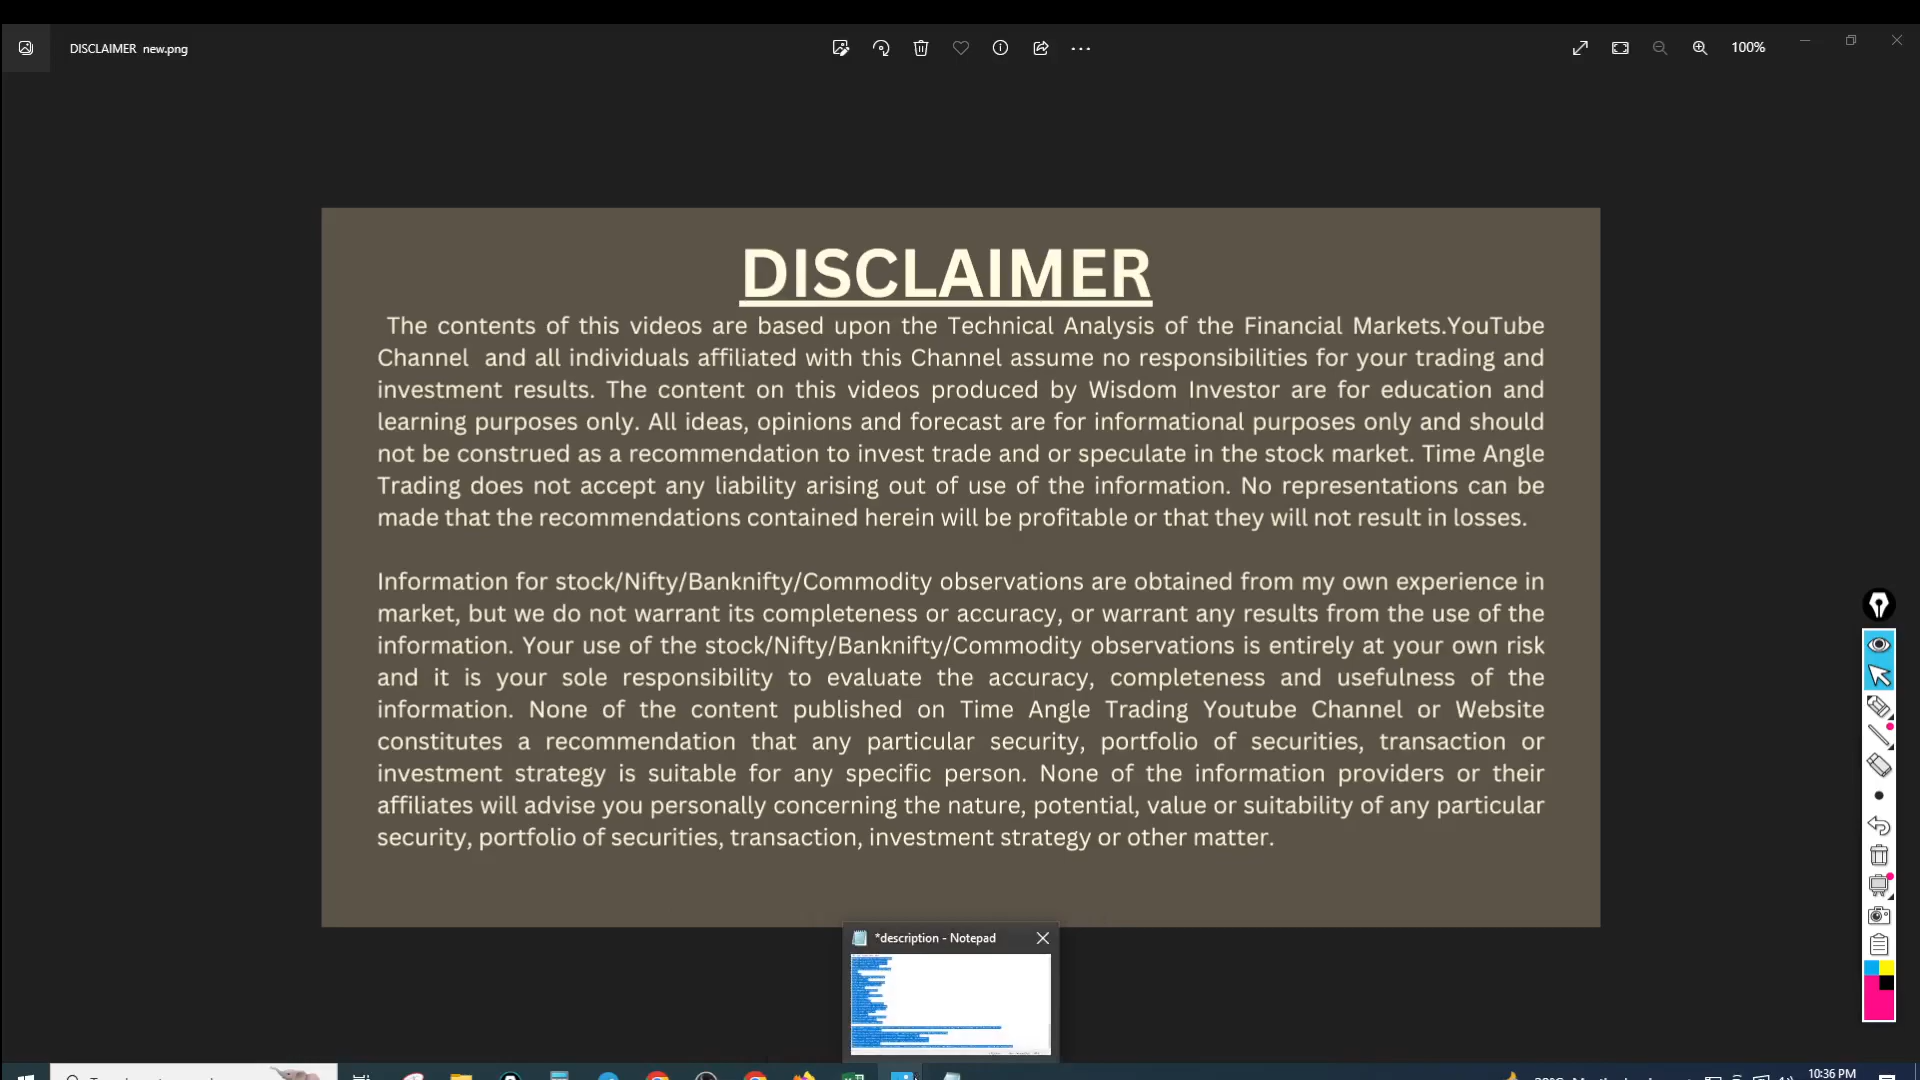 DISCLAIMER new.png
100%
DISCLAIMER
The contents of this videos are based upon the Technical Analysis of the Financial Markets.YouTube
Channel and all individuals affiliated with this Channel assume no responsibilities for your trading and
investment results. The content on this videos produced by Wisdom Investor are for education and
learning purposes only. All ideas, opinions and forecast are for informational purposes only and should
not be construed as a recommendation to invest trade and or speculate in the stock market. Time Angle
Trading does not accept any liability arising out of use of the information. No representations can be
made that the recommendations contained herein will be profitable or that they will not result in losses.
Information for stock/Nifty/Banknifty/Commodity observations are obtained from my own experience in
market, but we do not warrant its completeness or accuracy, or warrant any results from the use of the
information. Your use of the stock/Nifty/Banknifty/Commodity observations is entirely at your own risk
and it is your sole responsibility to evaluate the accuracy, completeness and usefulness of the
information. None of the content published on Time Angle Trading Youtube Channel or Website
constitutes a recommendation that any particular security, portfolio of securities, transaction or
investment strategy is suitable for any specific person. None of the information providers or their
affiliates will advise you personally concerning the nature, potential, value or suitability of any particular
security, portfolio of securities, transaction, investment strategy or other matter.
*description - Notepad
10:36 PM